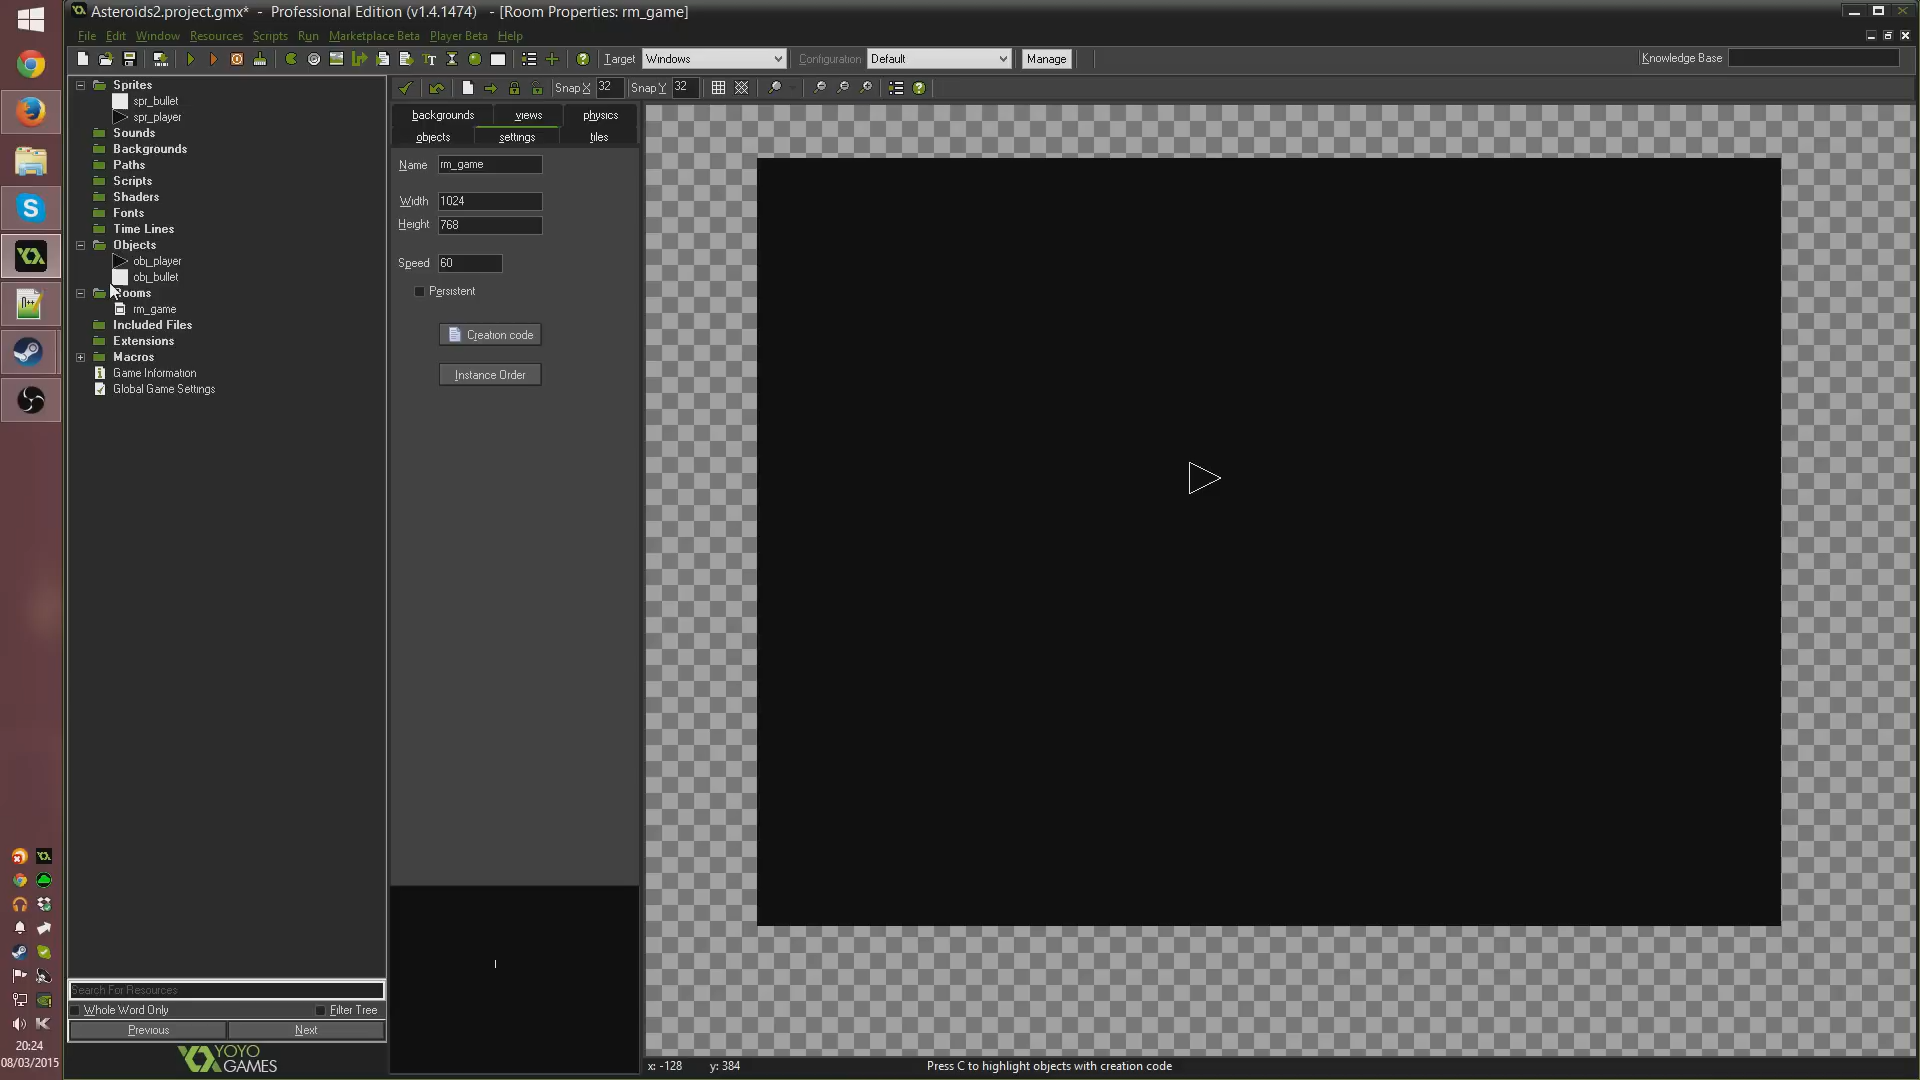 Asteroids2.project.gmx* - Professional Edition (v1.4.1474) - [Room Properties: rm_game]
File Edit Window Resources Scripts Run Marketplace Beta Player Beta Help
Target Windows Configuration Default Manage Knowledge Base
Snap X 32 Snap Y 32
Sprites
spr_bullet
spr_player
Sounds
Backgrounds
Paths
Scripts
Shaders
Fonts
Time Lines
Objects
obj_player
obj_bullet
Rooms
rm_game
Included Files
Extensions
Macros
Game Information
Global Game Settings
backgrounds views physics
objects settings tiles
Name rm_game
Width 1024
Height 768
Speed 60
Persistent
Creation code
Instance Order
Search For Resources
Whole Word Only Filter Tree
Previous Next
YOYO
GAMES
20:24
08/03/2015
x: -128 y: 384 Press C to highlight objects with creation code